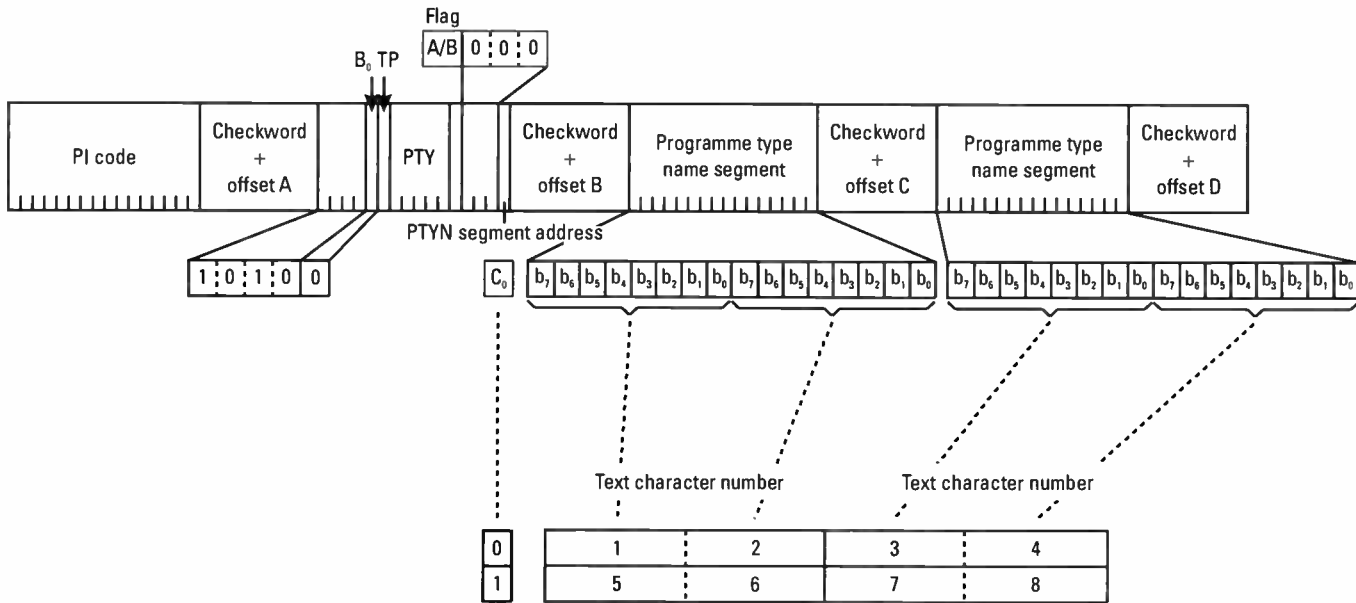 Flag
A/B 0 0 0
B₀ TP
PI code
Checkword + offset A
PTY
Checkword + offset B
Programme type name segment
Checkword + offset C
Programme type name segment
Checkword + offset D
PTYN segment address
1 0 1 0 0
C₀
b₇ b₆ b₅ b₄ b₃ b₂ b₁ b₀ b₇ b₆ b₅ b₄ b₃ b₂ b₁ b₀
b₇ b₆ b₅ b₄ b₃ b₂ b₁ b₀ b₇ b₆ b₅ b₄ b₃ b₂ b₁ b₀
Text character number
Text character number
0 1 2 3 4
1 5 6 7 8